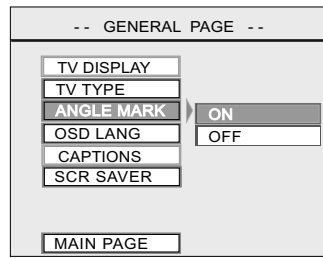 -- GENERAL PAGE --
TV DISPLAY
TV TYPE
ANGLE MARK
ON
OSD LANG
OFF
CAPTIONS
SCR SAVER
MAIN PAGE